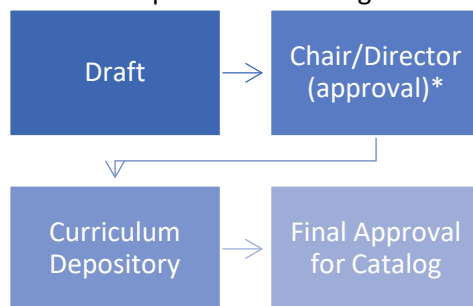 Draft
Chair/Director
(approval)*
Curriculum
Depository
Final Approval
for Catalog